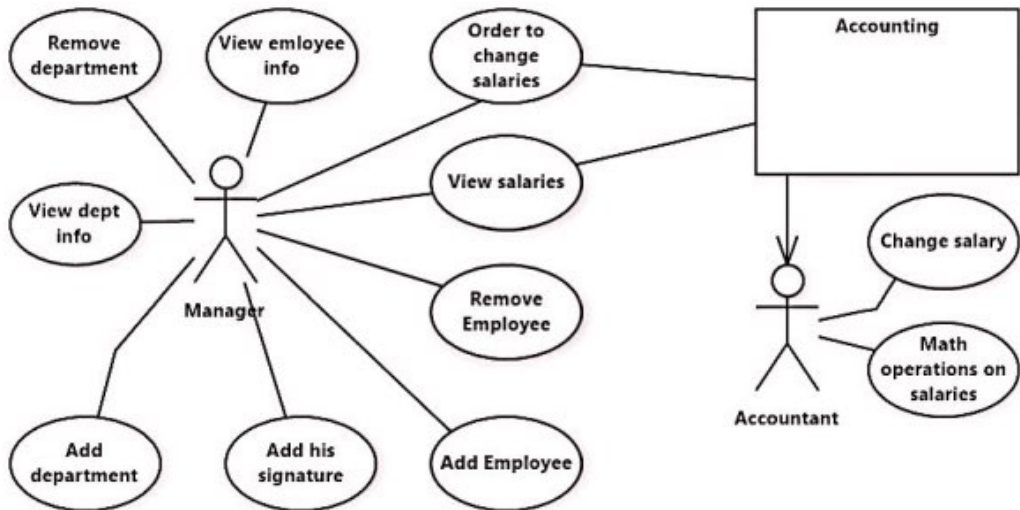 Remove
department
View emloyee
info
Order to
change
salaries
Accounting
View dept
info
View salaries
Manager
Remove
Employee
Change salary
Math
operations on
salaries
Accountant
Add
department
Add his
signature
Add Employee